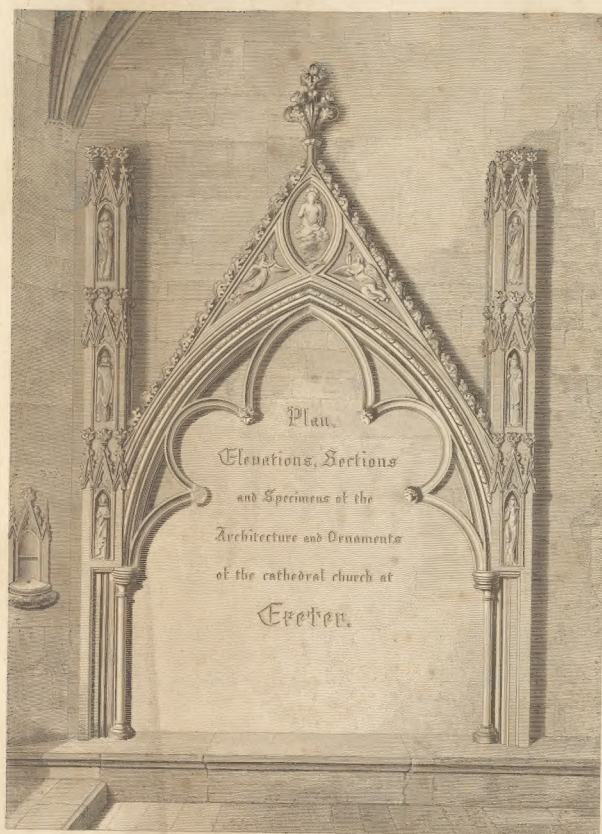 Plan,
Elevations, Sections
and Specimens of the
Architecture and Ornaments
of the cathedral church at
Exeter.